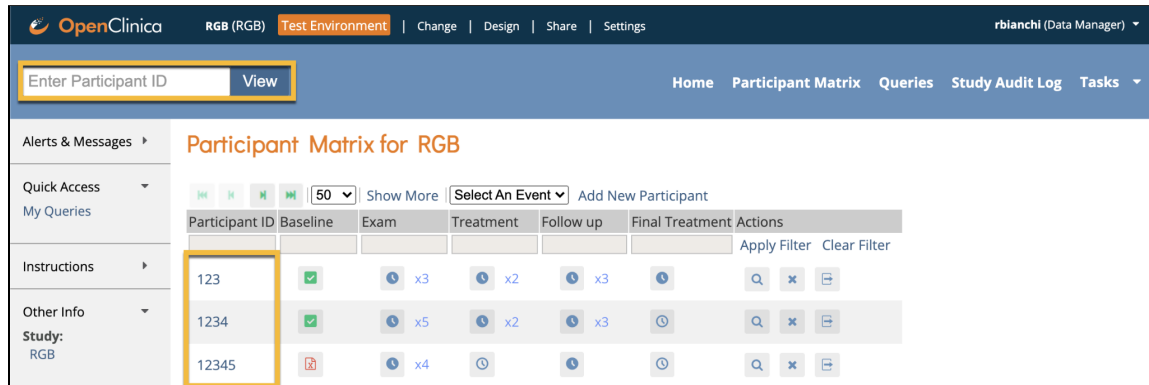 OpenClinica RGB (RGB) Test Environment | Change | Design | Share | Settings rbianchi (Data Manager)
Enter Participant ID View Home Participant Matrix Queries Study Audit Log Tasks
Alerts & Messages
Participant Matrix for RGB
Quick Access
My Queries
50 Show More Select An Event Add New Participant
Participant ID Baseline Exam Treatment Follow up Final Treatment Actions
Apply Filter Clear Filter
Instructions
123 x3 x2 x3
Other Info
Study:
RGB
1234 x5 x2 x3
12345 x4